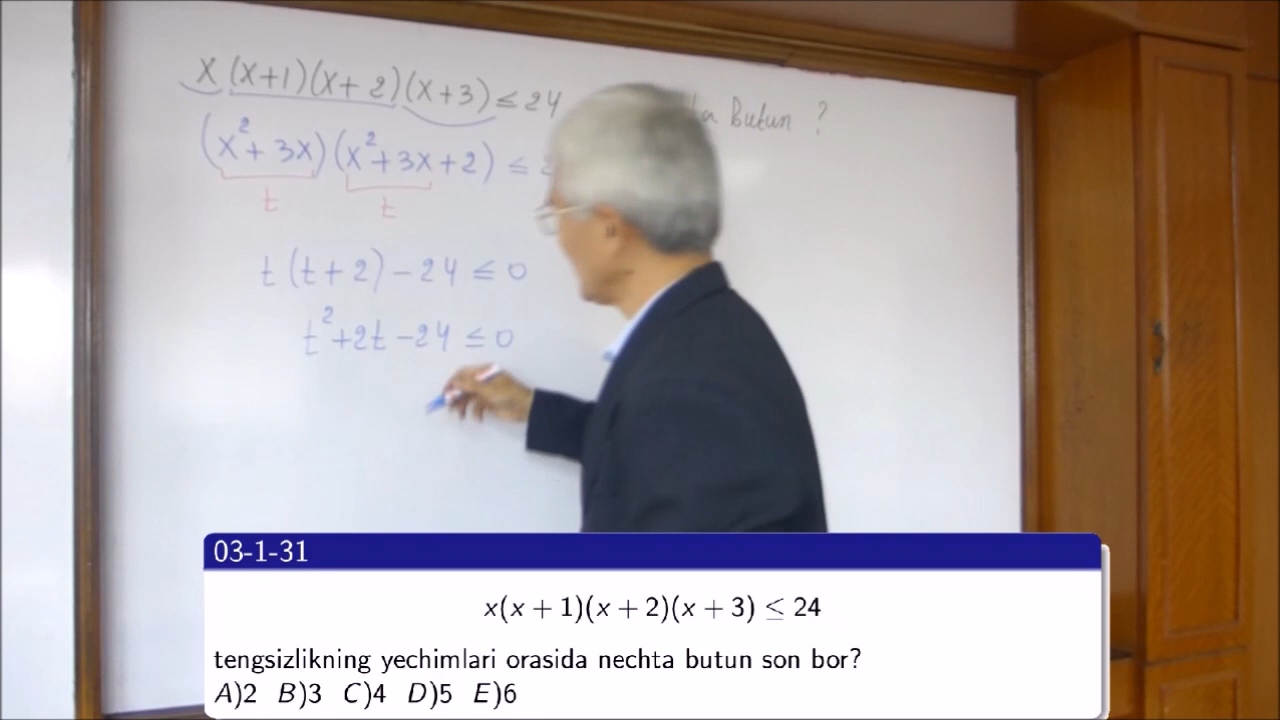 x(x+1)(x+2)(x+3) ≤ 24 Butun ?
(x²+3x)(x²+3x+2) ≤
t t
t(t+2)-24 ≤ 0
t²+2t-24 ≤ 0
03-1-31
x(x + 1)(x + 2)(x + 3) ≤ 24
tengsizlikning yechimlari orasida nechta butun son bor?
A)2 B)3 C)4 D)5 E)6